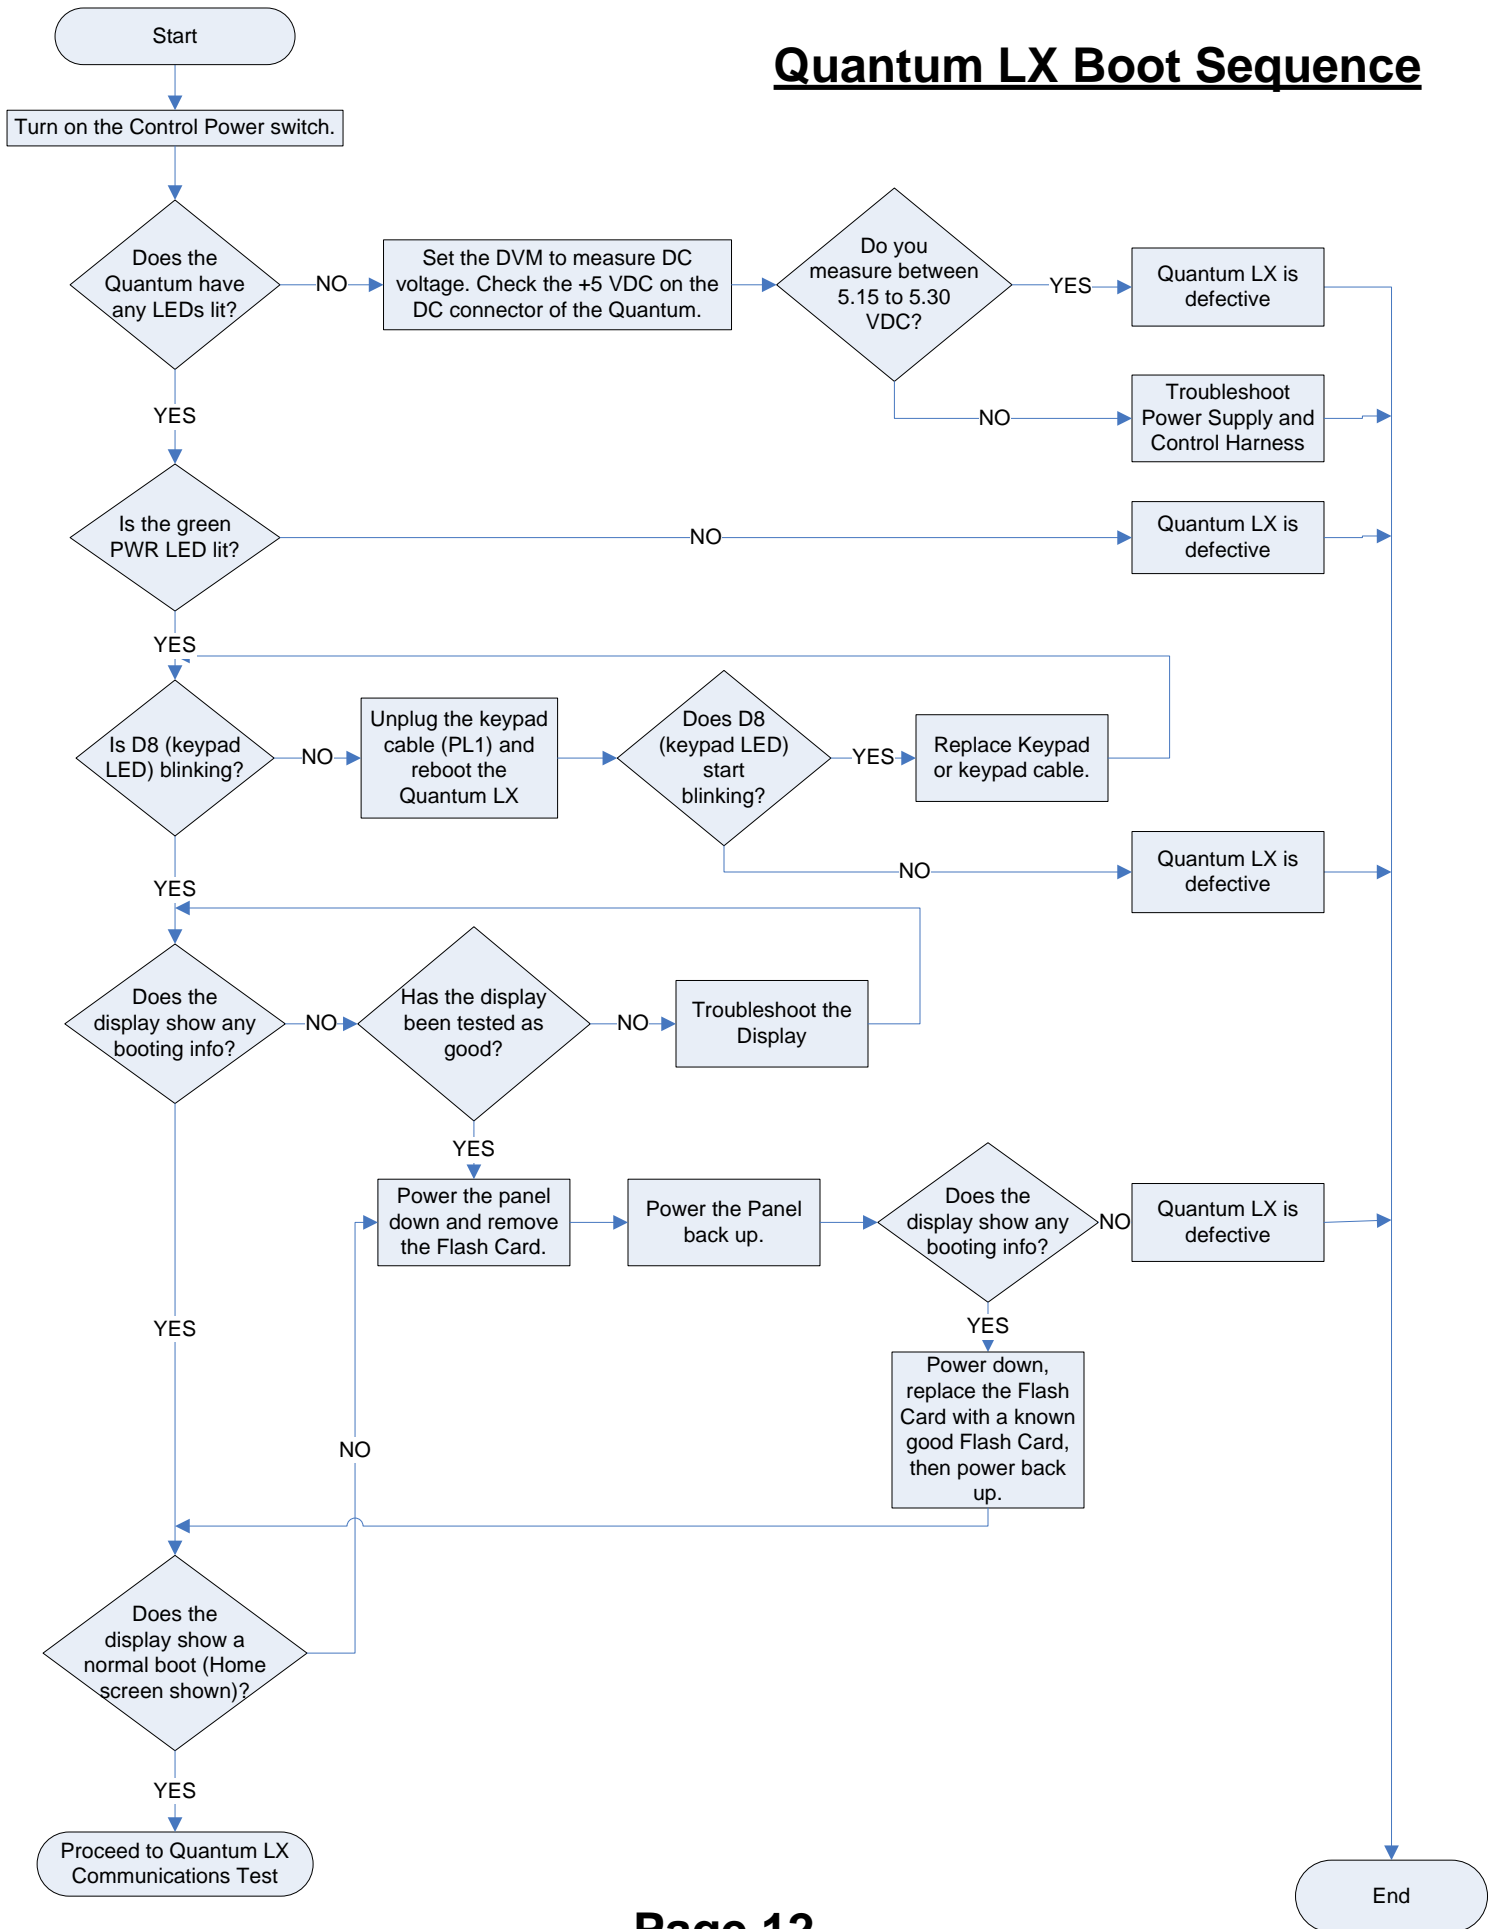 Start
Quantum LX Boot Sequence
Turn on the Control Power switch.
Does the
Quantum have
any LEDs lit?
NO
Set the DVM to measure DC
voltage. Check the +5 VDC on the
DC connector of the Quantum.
Do you
measure between
5.15 to 5.30
VDC?
YES
Quantum LX is
defective
NO
Troubleshoot
Power Supply and
Control Harness
YES
Is the green
PWR LED lit?
NO
Quantum LX is
defective
YES
Is D8 (keypad
LED) blinking?
NO
Unplug the keypad
cable (PL1) and
reboot the
Quantum LX
Does D8
(keypad LED)
start
blinking?
YES
Replace Keypad
or keypad cable.
NO
Quantum LX is
defective
YES
Does the
display show any
booting info?
NO
Has the display
been tested as
good?
NO
Troubleshoot the
Display
YES
Power the panel
down and remove
the Flash Card.
Power the Panel
back up.
Does the
display show any
booting info?
NO
Quantum LX is
defective
YES
Power down,
replace the Flash
Card with a known
good Flash Card,
then power back
up.
YES
NO
Does the
display show a
normal boot (Home
screen shown)?
YES
Proceed to Quantum LX
Communications Test
End
Page 12